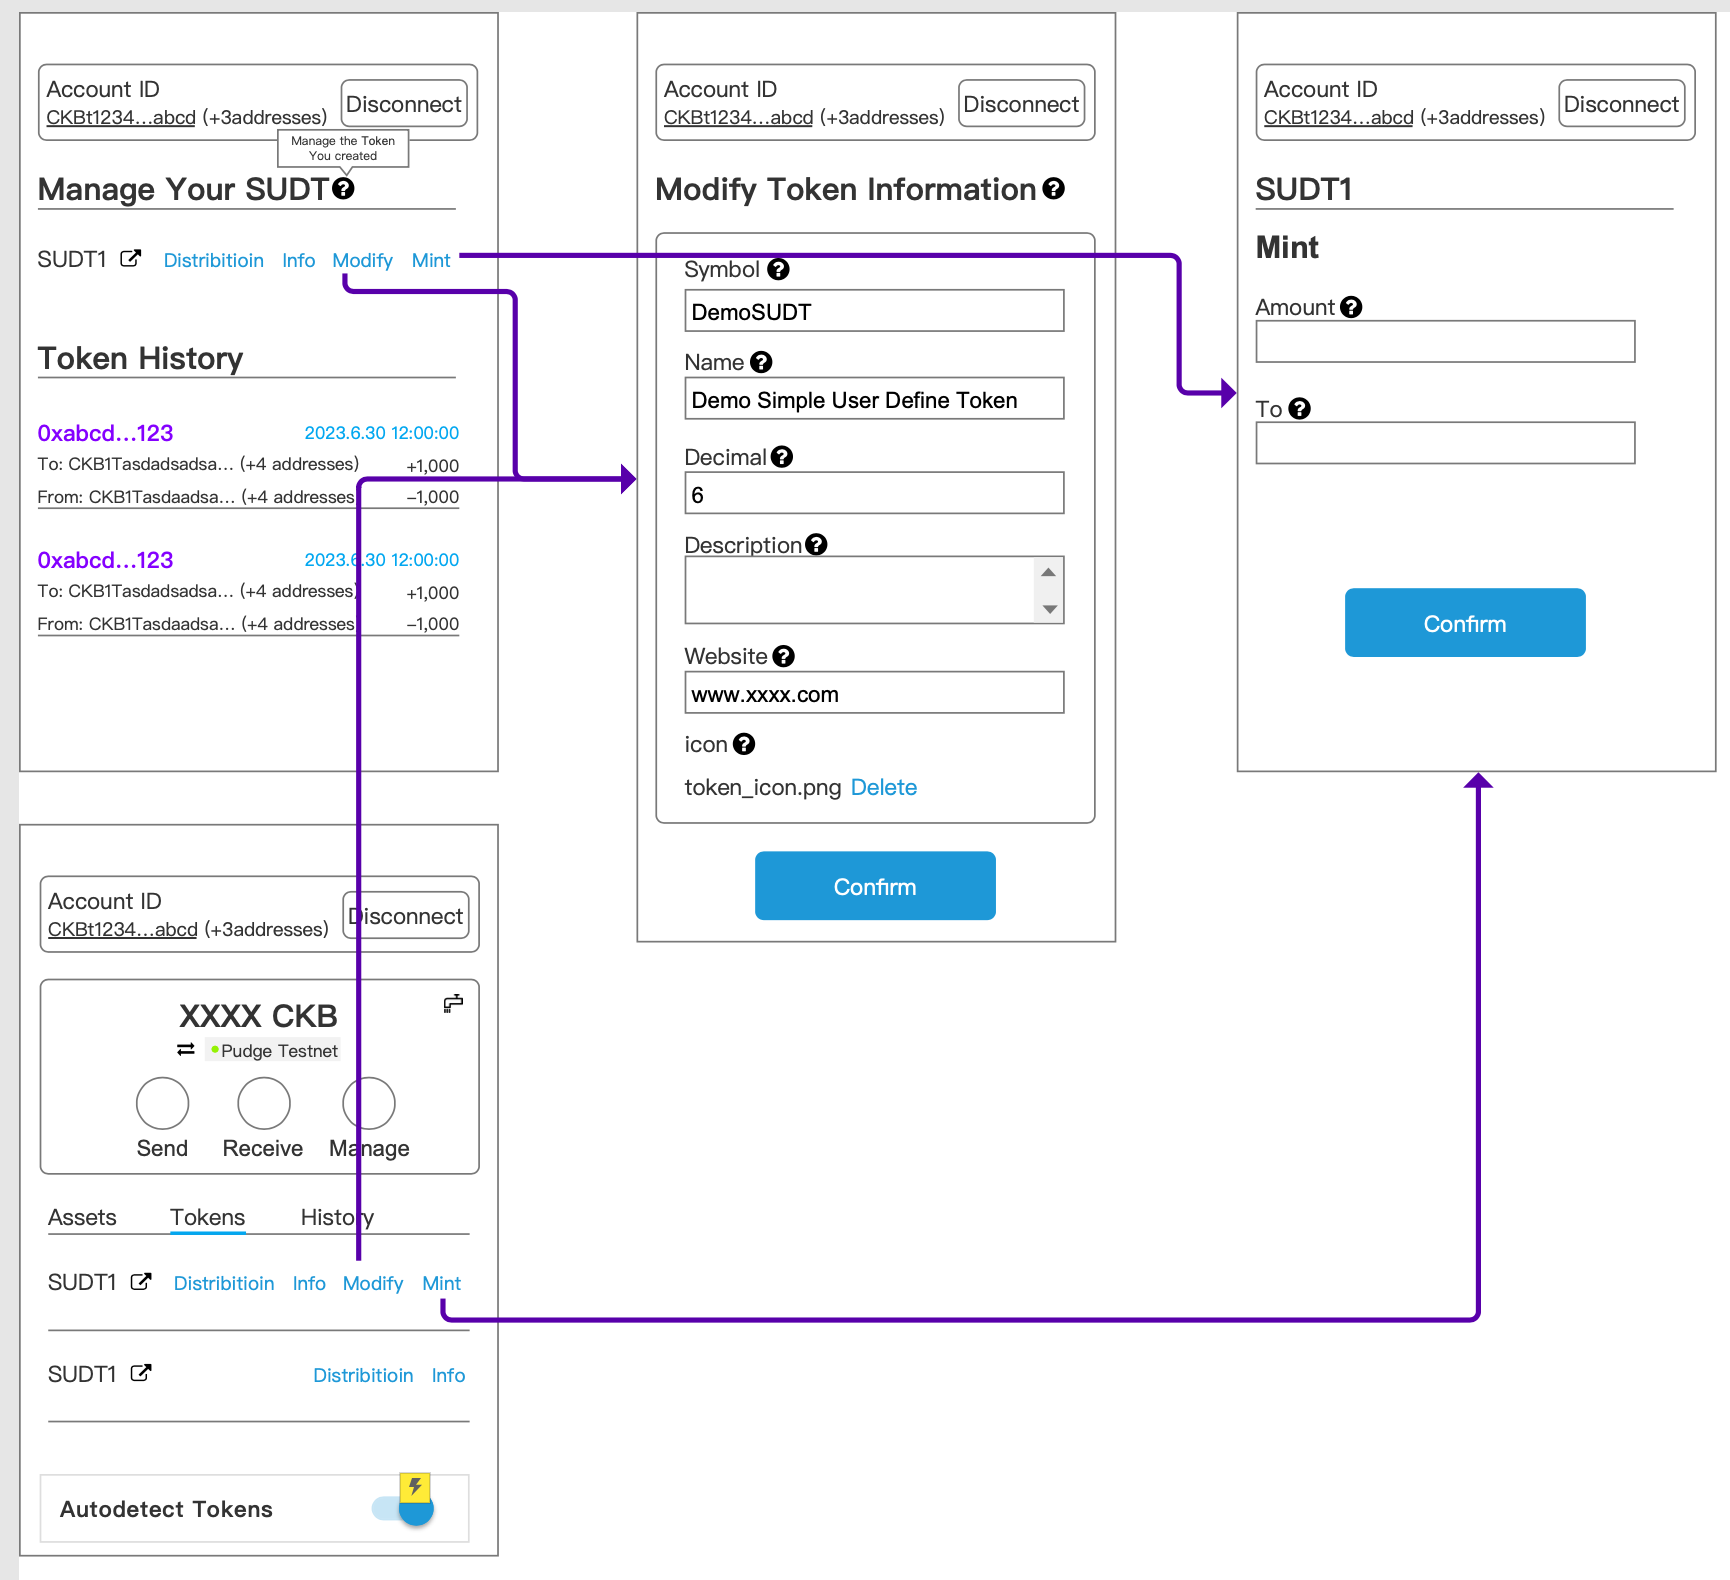 Account ID
CKBt1234...abcd (+3addresses)
Disconnect
Manage the Token
You created
Manage Your SUDT
SUDT1 Distribitioin Info Modify Mint
Token History
0xabcd...123 2023.6.30 12:00:00
To: CKB1Tasdadsadsa... (+4 addresses) +1,000
From: CKB1Tasdaadsa... (+4 addresses -1,000
0xabcd...123 2023.6.30 12:00:00
To: CKB1Tasdadsadsa... (+4 addresses) +1,000
From: CKB1Tasdaadsa... (+4 addresses -1,000
Account ID
CKBt1234...abcd (+3addresses)
Disconnect
Modify Token Information
Symbol
DemoSUDT
Name
Demo Simple User Define Token
Decimal
6
Description
Website
www.xxxx.com
icon
token_icon.png Delete
Confirm
Account ID
CKBt1234...abcd (+3addresses)
Disconnect
SUDT1
Mint
Amount
To
Confirm
Account ID
CKBt1234...abcd (+3addresses)
Disconnect
XXXX CKB
Pudge Testnet
Send Receive Manage
Assets Tokens History
SUDT1 Distribitioin Info Modify Mint
SUDT1 Distribitioin Info
Autodetect Tokens